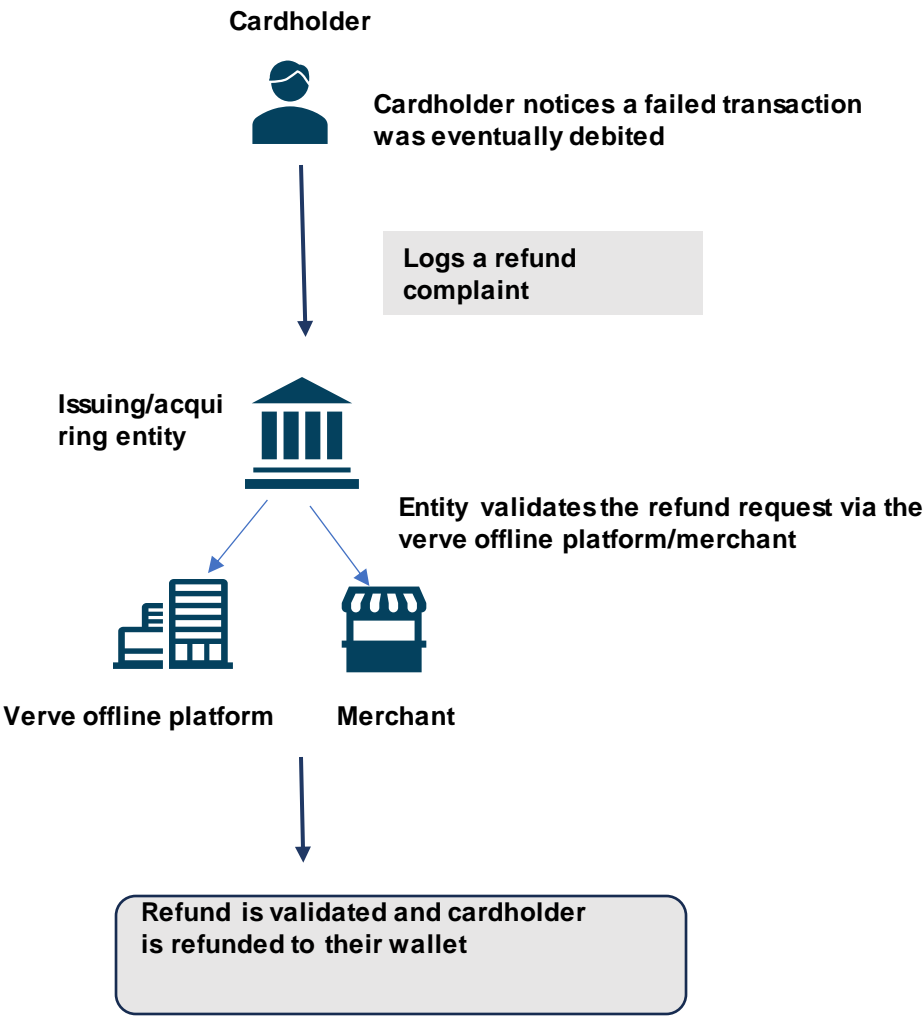 Cardholder
Cardholder notices a failed transaction
was eventually debited
Logs a refund
complaint
Issuing/acqui
ring entity
Entity validates the refund request via the
verve offline platform/merchant
Verve offline platform
Merchant
Refund is validated and cardholder
is refunded to their wallet